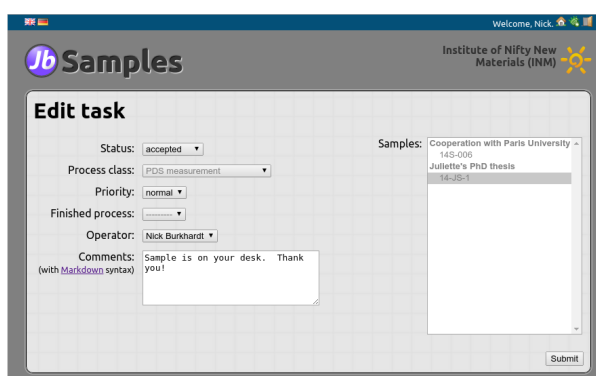 Welcome, Nick.
Jb Samples
Institute of Nifty New
Materials (INM)
Edit task
Status: accepted
Process class: PDS measurement
Priority: normal
Finished process: ---------
Operator: Nick Burkhardt
Comments:
(with Markdown syntax)
Sample is on your desk.  Thank
you!
Samples:
Cooperation with Paris University
14S-006
Juliette's PhD thesis
14-JS-1
Submit